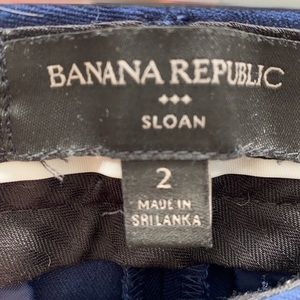 BANANA REPUBLIC
SLOAN
2
MADE IN
SRI LANKA